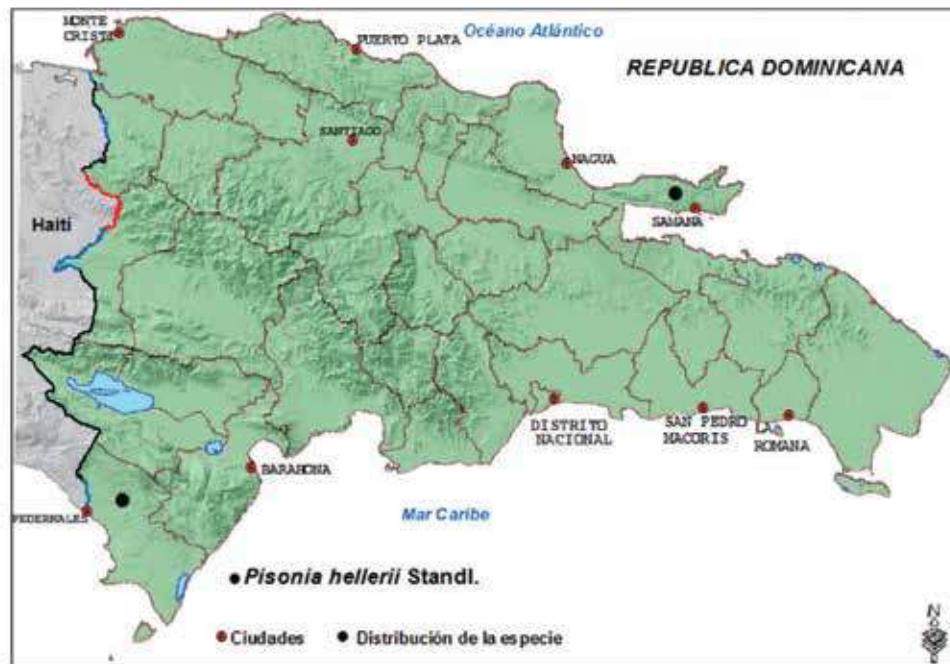 MONTE
CRISTI
PUERTO PLATA
Océano Atlántico
REPUBLICA DOMINICANA
SANTIAGO
NAGUA
SAMANA
Haití
DISTRITO
NACIONAL
SAN PEDRO
MACORIS
LA
ROMANA
BARAHONA
PEDERNALES
Mar Caribe
Pisonia hellerii Standl.
Ciudades
Distribución de la especie
N